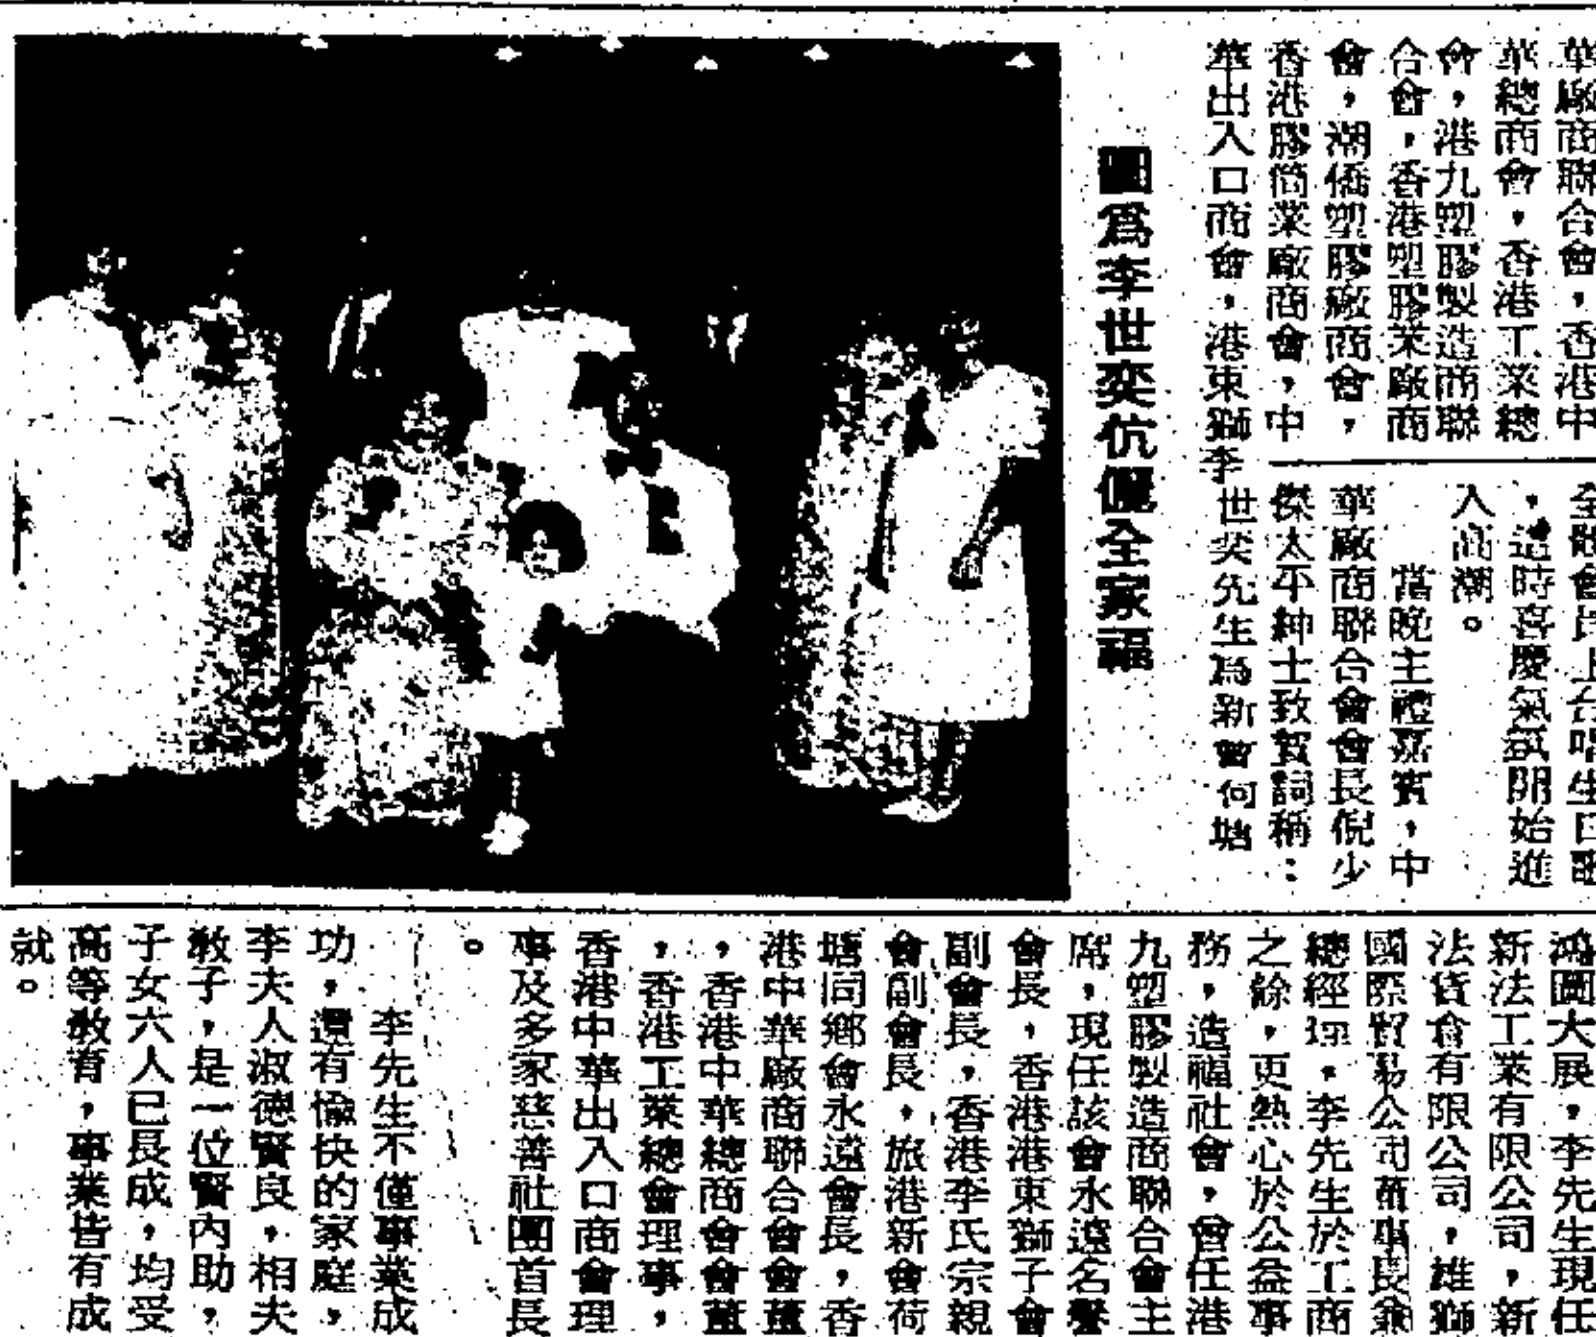 華廠商聯合會，香港中
華總商會，香港工業總
會，港九塑膠製造商聯
合會，香港塑膠業廠商
會，潮僑塑膠廠商會，
香港膠筒業廠商會，中
華出入口商會，港東獅
李
全體會員上台唱生日歌
，這時喜慶氣氛開始進
入高潮。
當晚主禮嘉賓，中
華廠商聯合會會長倪少
傑太平紳士致賀詞稱：
世奕先生為新會何塘
圖為李世奕伉儷全家福
鴻圖大展，李先生現任
新法工業有限公司，新
法貨倉有限公司，雄獅
國際貿易公司董事長兼
總經理，李先生於工商
之餘，更熱心於公益事
務，造福社會，曾任港
九塑膠製造商聯合會主
席，現任該會永遠名譽
會長，香港港東獅子會
副會長，香港李氏宗親
會副會長，旅港新會荷
塘同鄉會永遠會長，香
港中華廠商聯合會會董
，香港中華總商會會董
，香港工業總會理事，
香港中華出入口商會理
事及多家慈善社團首長
。
李先生不僅事業成
功，還有愉快的家庭，
李夫人淑德賢良，相夫
教子，是一位賢內助，
子女六人已長成，均受
高等教育，事業皆有成
就。